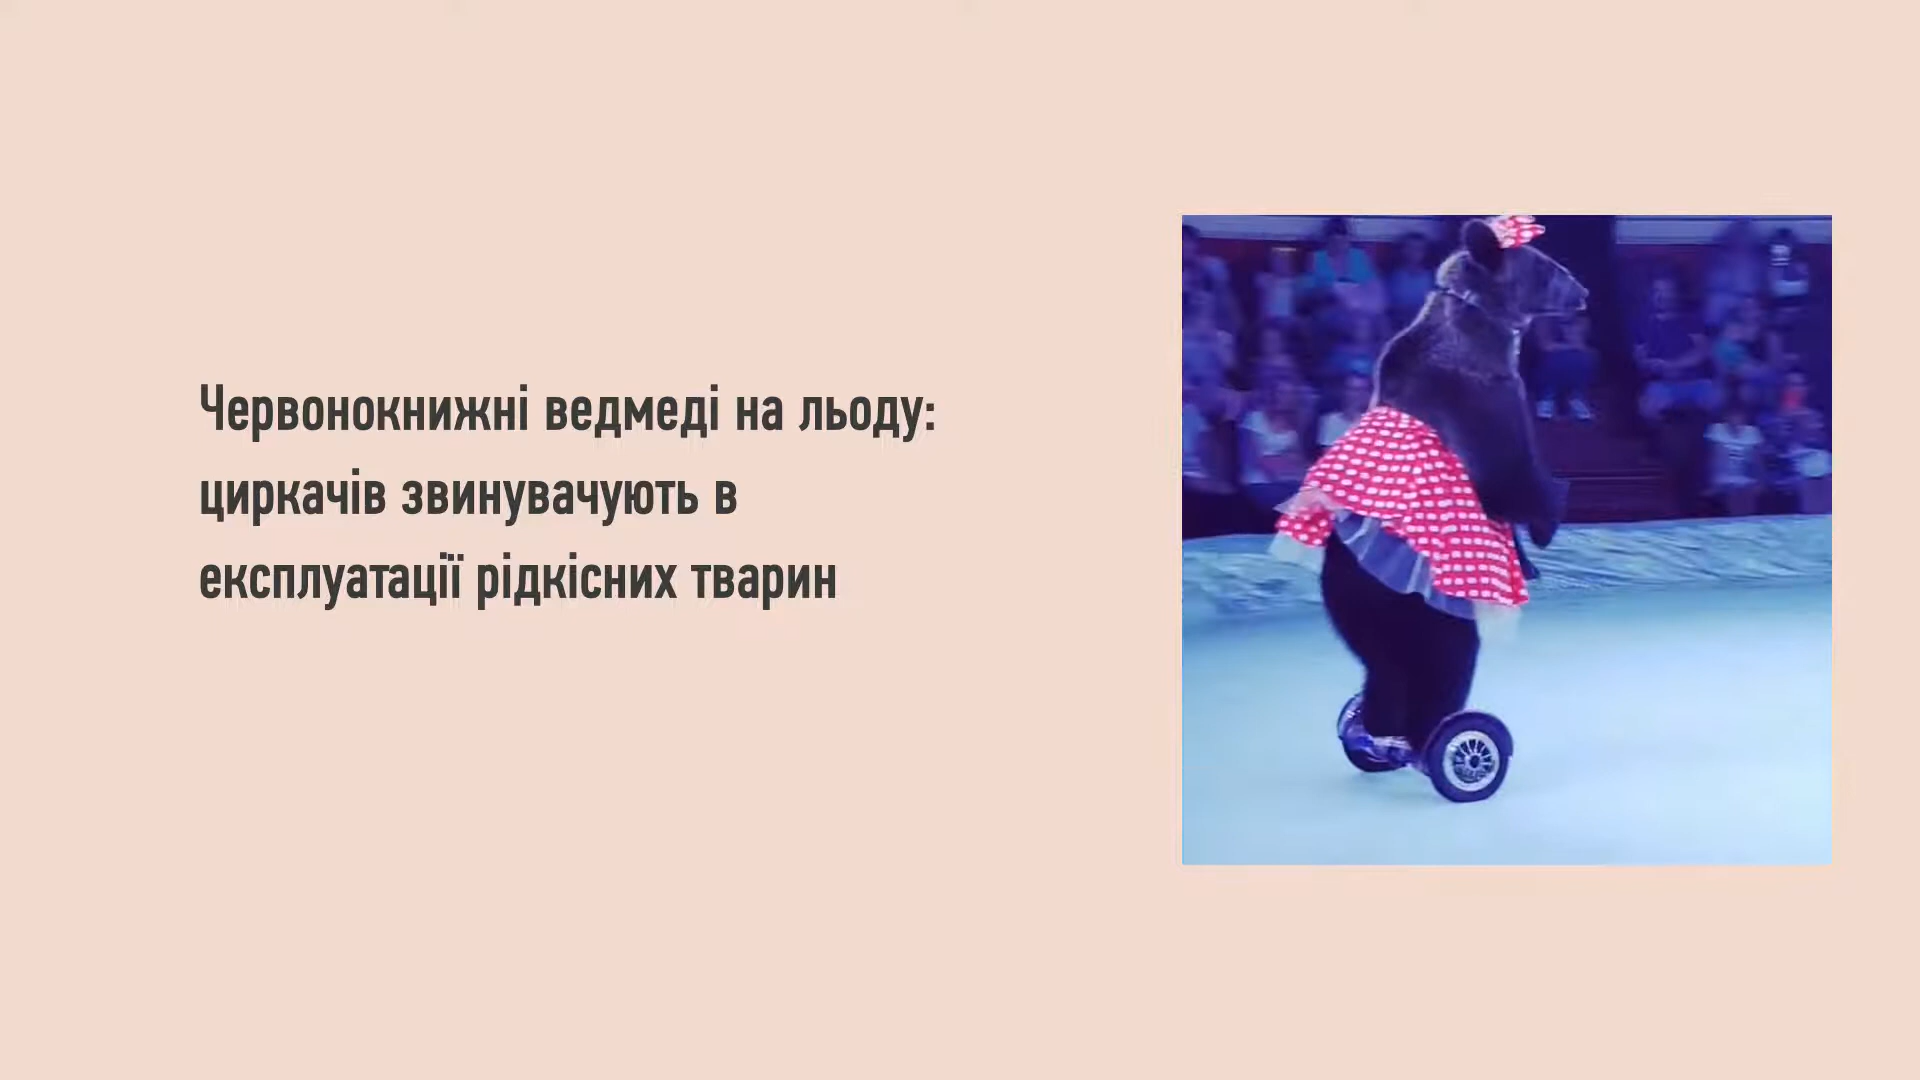 Червонокнижні ведмеді на льоду:
циркачів звинувачують в
експлуатації рідкісних тварин